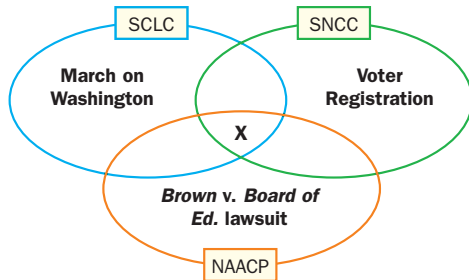 SCLC
SNCC
March on
Washington
Voter
Registration
X
Brown v. Board of
Ed. lawsuit
NAACP